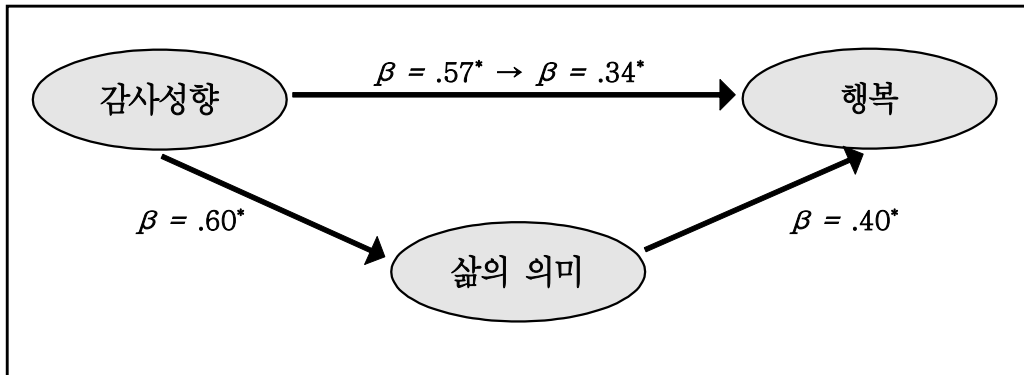 β = .57* → β = .34*
감사성향
행복
β = .60*
β = .40*
삶의 의미